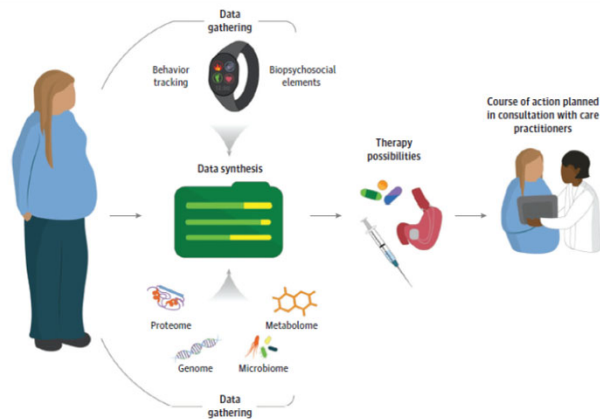 Data
gathering
Behavior
tracking
Biopsychosocial
elements
Data synthesis
Therapy
possibilities
Course of action planned
in consultation with care
practitioners
Proteome
Metabolome
Genome
Microbiome
Data
gathering